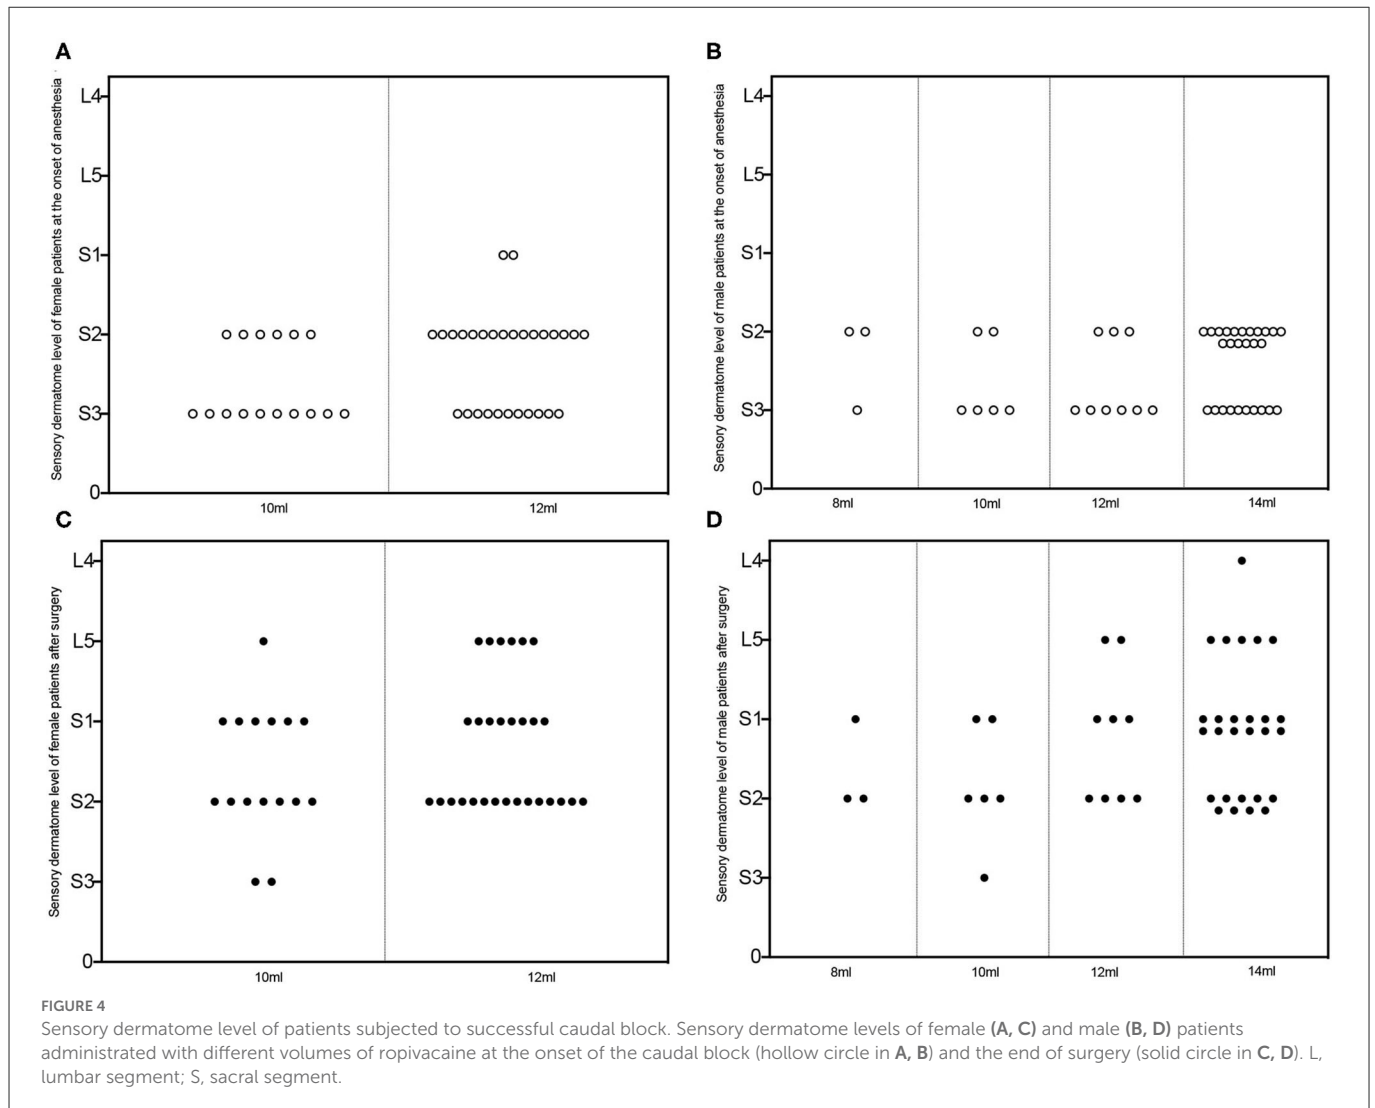 A
Sensory dermatome level of female patients at the onset of anesthesia
L4
L5
S1
S2
S3
0
10ml
12ml
B
Sensory dermatome level of male patients at the onset of anesthesia
L4
L5
S1
S2
S3
0
8ml
10ml
12ml
14ml
C
Sensory dermatome level of female patients after surgery
L4
L5
S1
S2
S3
0
10ml
12ml
D
Sensory dermatome level of male patients after surgery
L4
L5
S1
S2
S3
0
8ml
10ml
12ml
14ml
FIGURE 4
Sensory dermatome level of patients subjected to successful caudal block. Sensory dermatome levels of female (A, C) and male (B, D) patients
administrated with different volumes of ropivacaine at the onset of the caudal block (hollow circle in A, B) and the end of surgery (solid circle in C, D). L,
lumbar segment; S, sacral segment.